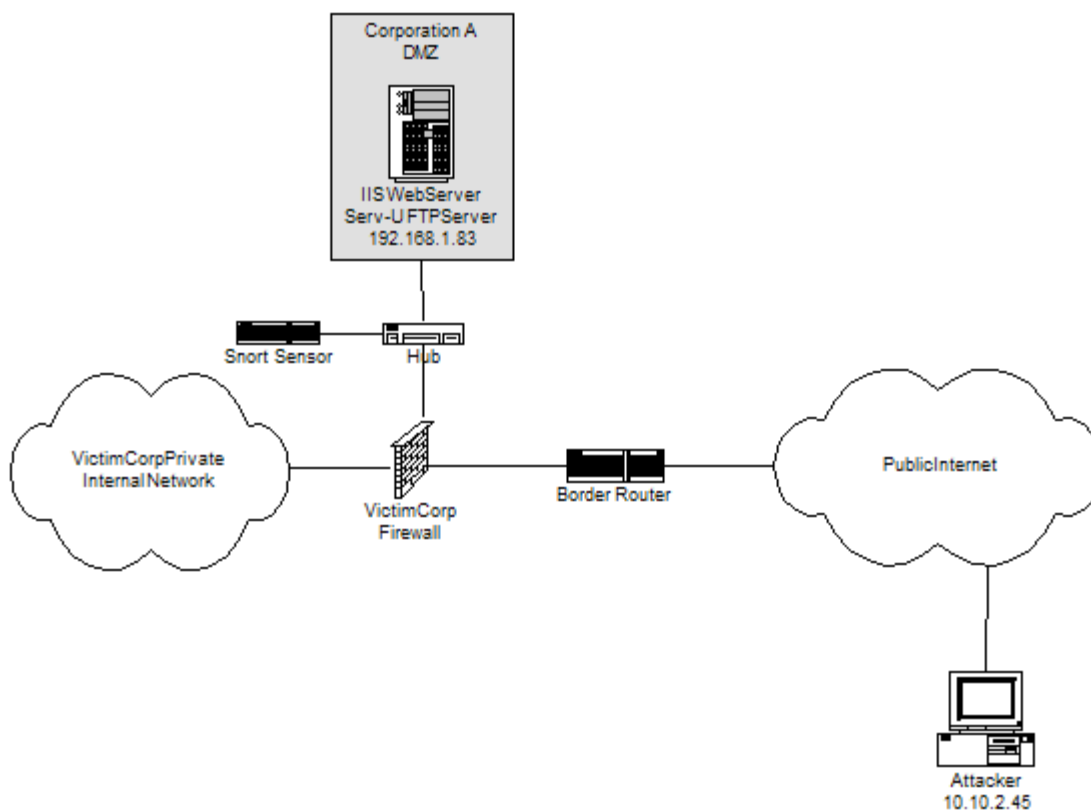 Corporation A
DMZ
IISWebServer
Serv-UFTPServer
192.168.1.83
Snort Sensor
Hub
VictimCorpPrivate
InternalNetwork
VictimCorp
Firewall
Border Router
PublicInternet
Attacker
10.10.2.45